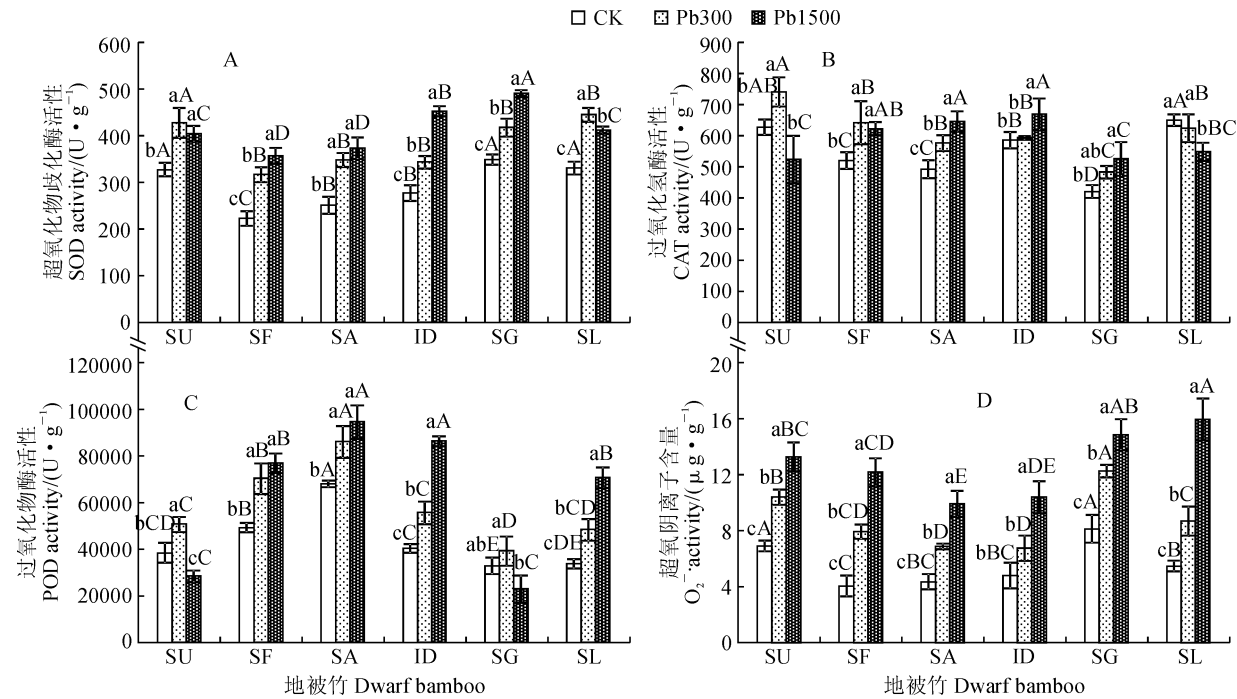 CK Pb300 Pb1500
A
超氧化物歧化酶活性
SOD activity/(U·g⁻¹)
600
500
400
300
200
100
0
bA aA aC
cC bB aD
bB aB aA
cB bB aB
cA bB aA
cA aB bC
SU SF SA ID SG SL
B
过氧化氢酶活性
CAT activity/(U·g⁻¹)
900
800
700
600
500
400
300
200
100
0
bAB aA bC
bC aB aAB
cC bB aA
bB bB aA
bD abC aC
aA aB bBC
SU SF SA ID SG SL
C
过氧化物酶活性
POD activity/(U·g⁻¹)
120000
100000
80000
60000
40000
20000
0
bCD aC cC
bB aB aB
bA aA aA
cC bC aA
abE aD bC
cDE bCD aB
SU SF SA ID SG SL
地被竹 Dwarf bamboo
D
超氧阴离子含量
O₂⁻·activity/(μg·g⁻¹)
20
16
12
8
4
0
cA bB aBC
cC bCD aCD
cBC bD aE
bBC bD aDE
cA bA aAB
cB bC aA
SU SF SA ID SG SL
地被竹 Dwarf bamboo